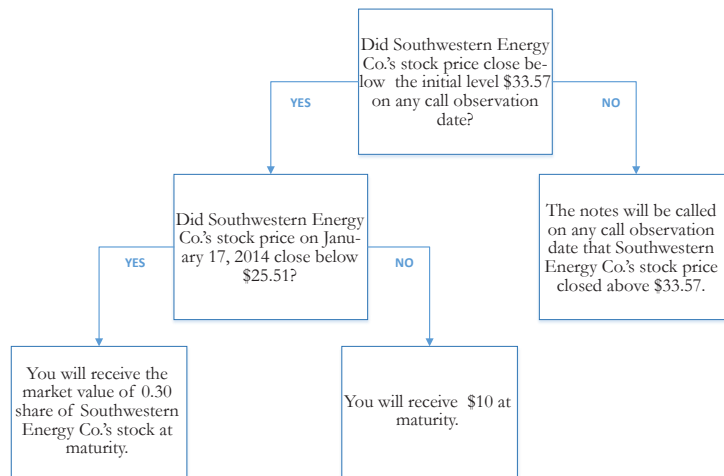 Did Southwestern Energy
Co.'s stock price close be-
low the initial level $33.57
on any call observation
date?
YES
NO
Did Southwestern Energy
Co.'s stock price on Janu-
ary 17, 2014 close below
$25.51?
The notes will be called
on any call observation
date that Southwestern
Energy Co.'s stock price
closed above $33.57.
YES
NO
You will receive the
market value of 0.30
share of Southwestern
Energy Co.'s stock at
maturity.
You will receive $10 at
maturity.